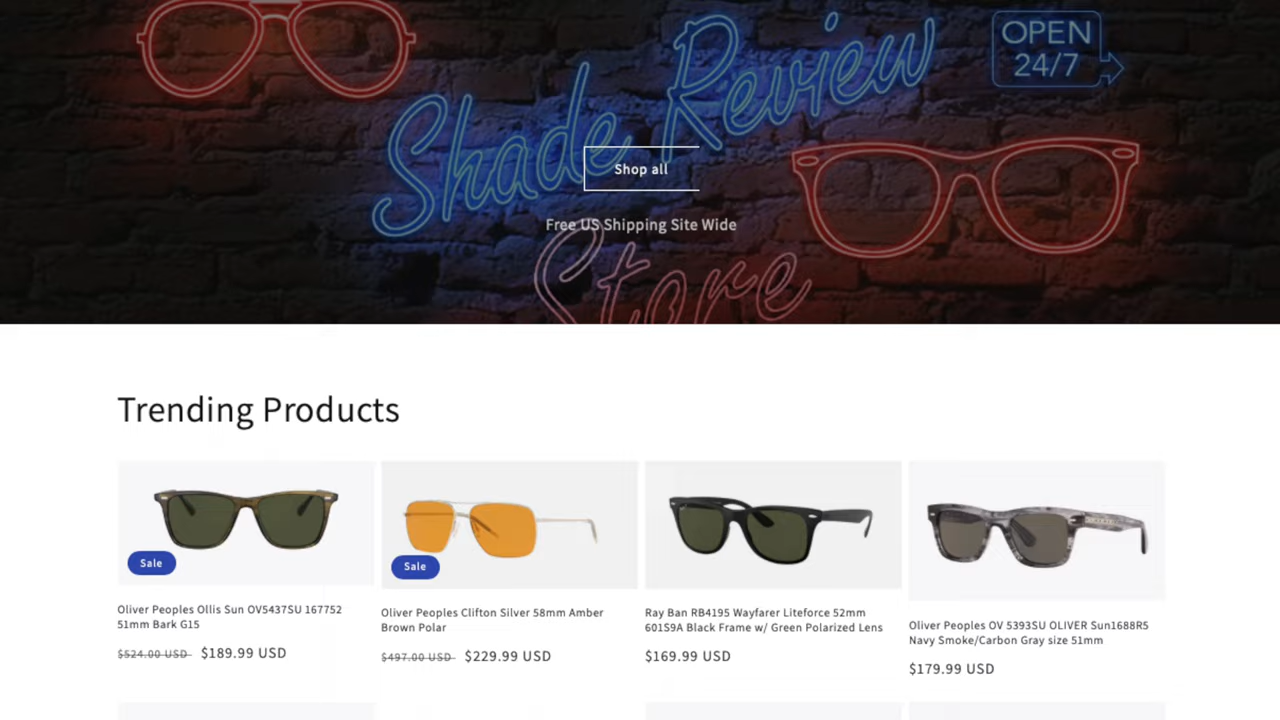 Shade Review
OPEN
24/7
Shop all
Free US Shipping Site Wide
Store
Trending Products
Sale
Oliver Peoples Ollis Sun OV5437SU 167752
51mm Bark G15
$524.00 USD $189.99 USD
Sale
Oliver Peoples Clifton Silver 58mm Amber
Brown Polar
$497.00 USD $229.99 USD
Ray Ban RB4195 Wayfarer Liteforce 52mm
601S9A Black Frame w/ Green Polarized Lens
$169.99 USD
Oliver Peoples OV 5393SU OLIVER Sun1688R5
Navy Smoke/Carbon Gray size 51mm
$179.99 USD